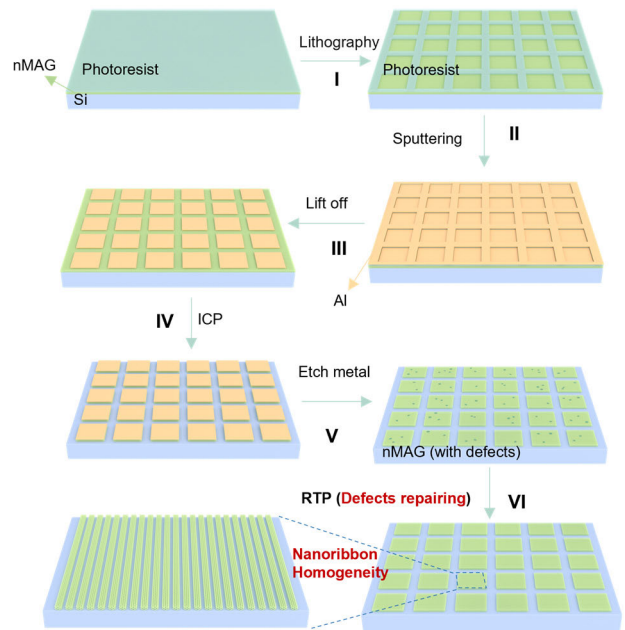 nMAG
Photoresist
Si
Lithography
I
Photoresist
Sputtering
II
Lift off
III
Al
IV
ICP
Etch metal
V
nMAG (with defects)
RTP (Defects repairing)
VI
Nanoribbon
Homogeneity